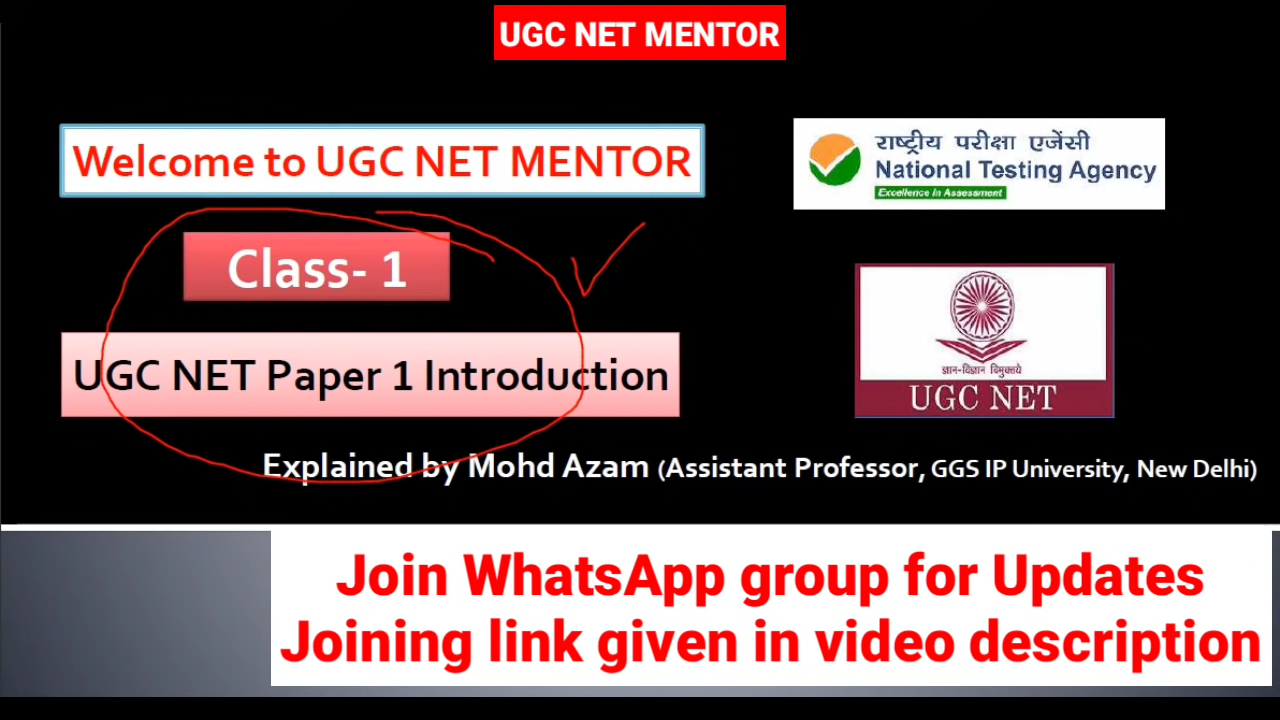 UGC NET MENTOR
Welcome to UGC NET MENTOR
राष्ट्रीय परीक्षा एजेंसी
National Testing Agency
Excellence in Assessment
Class- 1
UGC NET Paper 1 Introduction
ज्ञान-विज्ञान विमुक्तये
UGC NET
Explained by Mohd Azam (Assistant Professor, GGS IP University, New Delhi)
Join WhatsApp group for Updates
Joining link given in video description